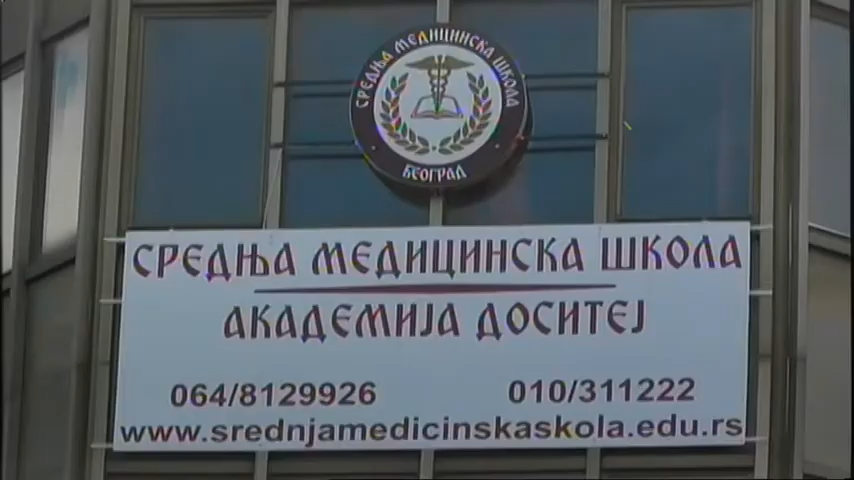 СРЕДЊА МЕДИЦИНСКА ШКОЛА
БЕОГРАД
СРЕДЊА МЕДИЦИНСКА ШКОЛА
АКАДЕМИЈА ДОСИТЕЈ
064/8129926
010/311222
www.srednjamedicinskaskola.edu.rs